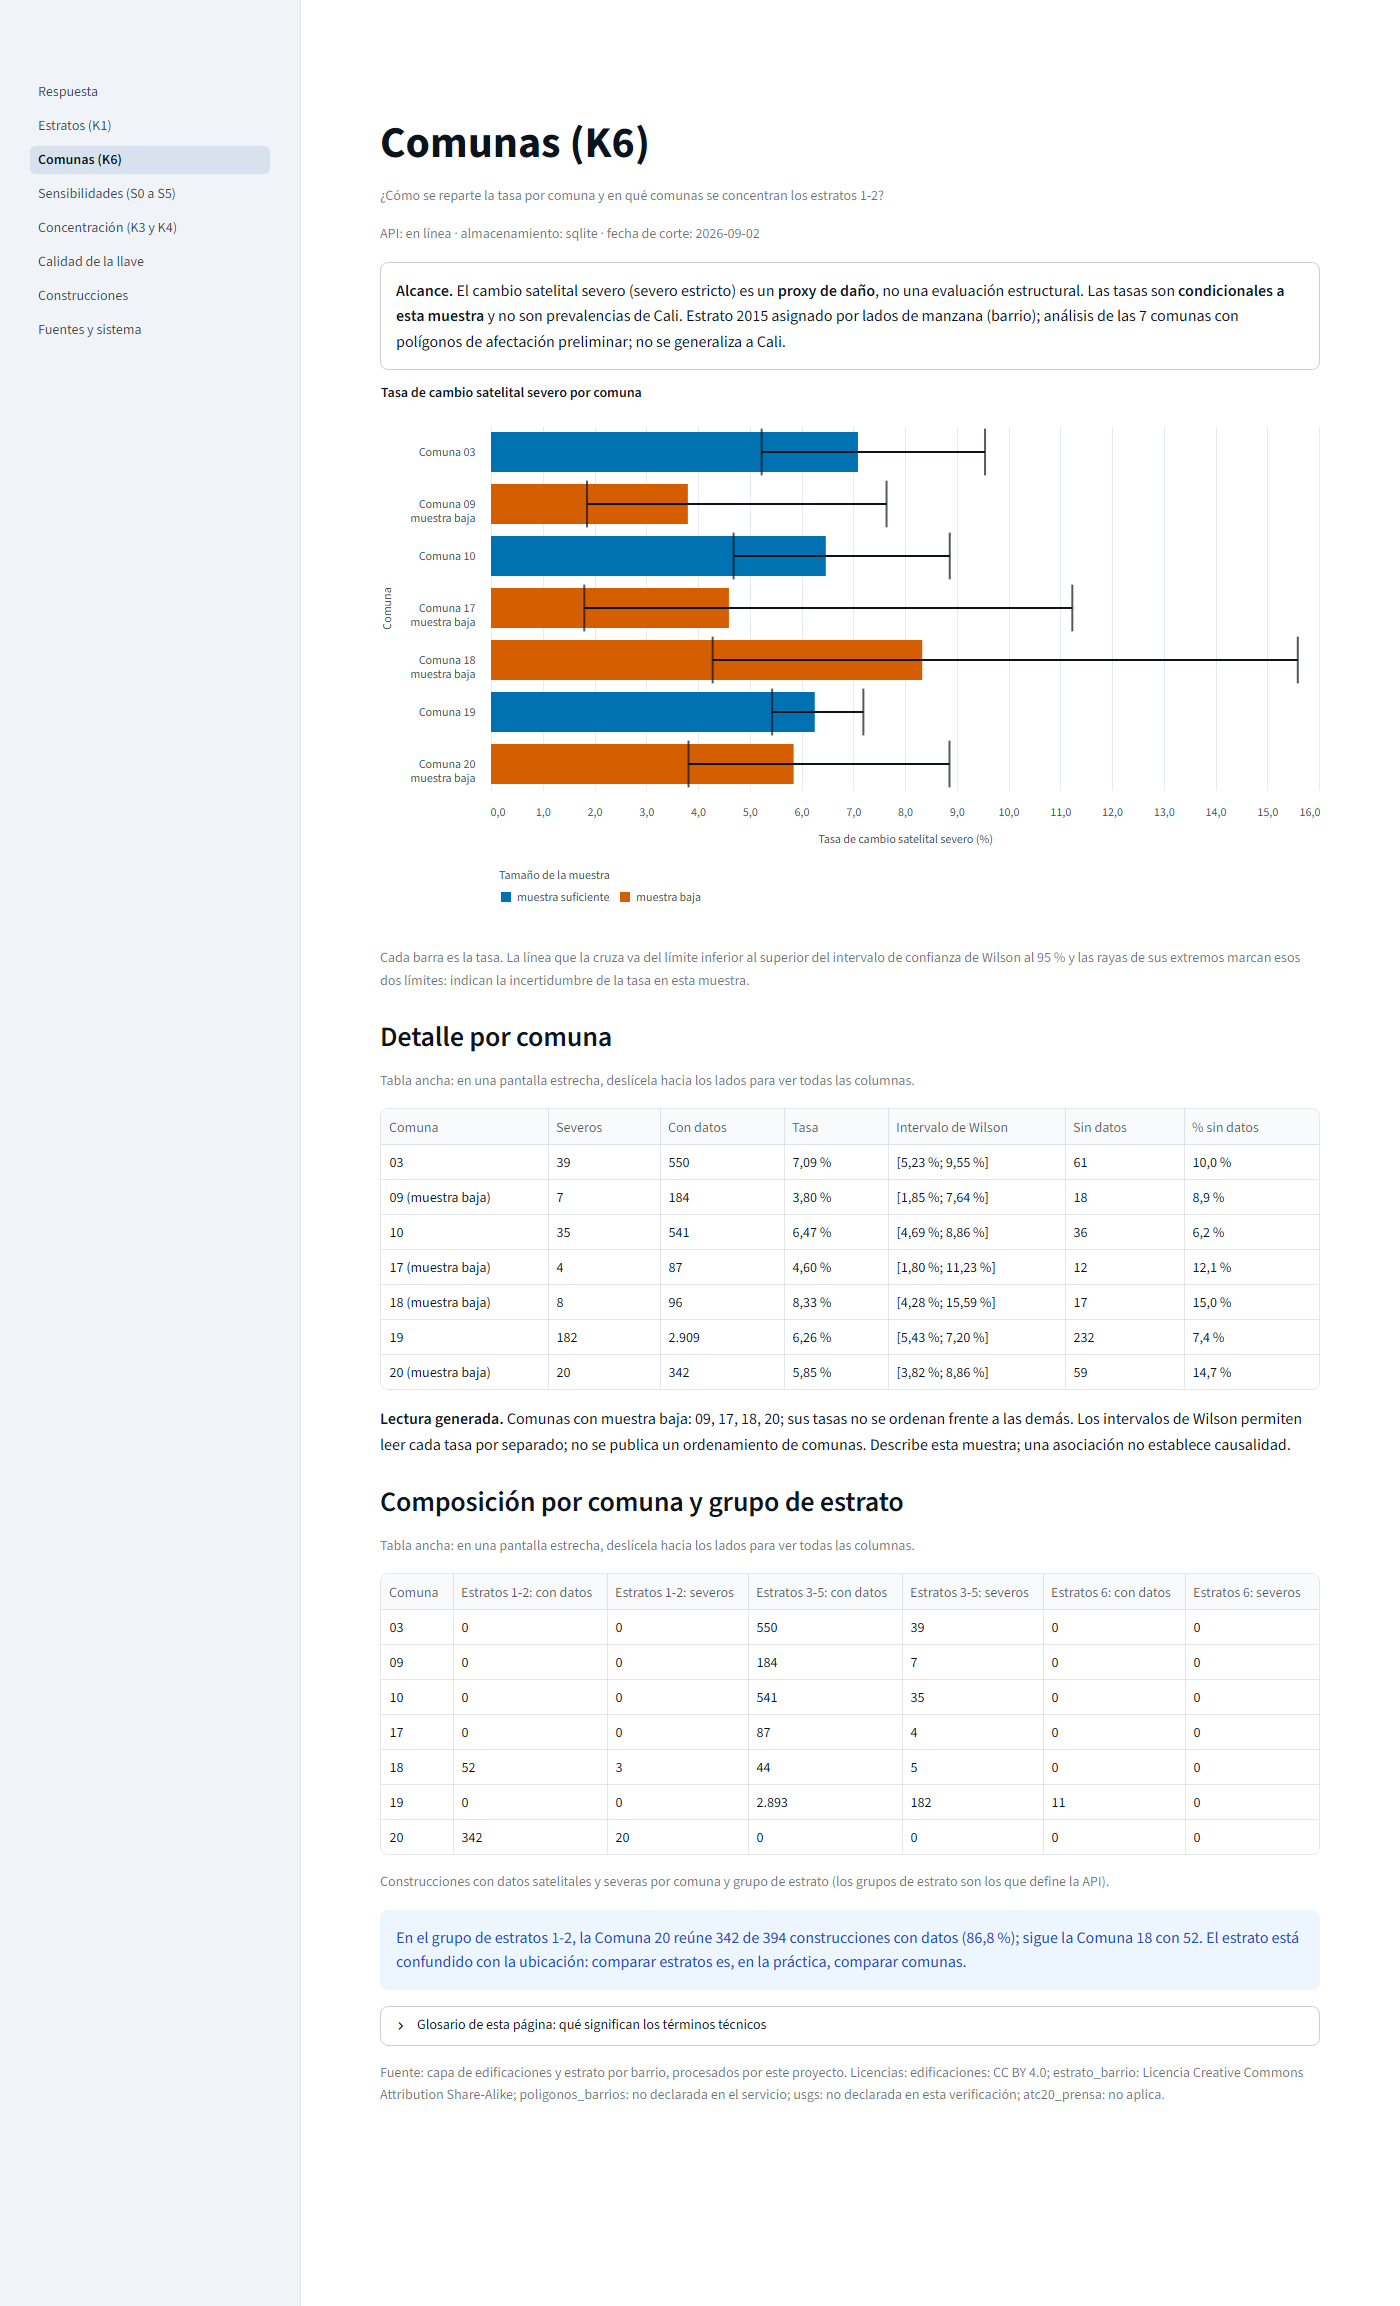 Respuesta
Estratos (K1)
Comunas (K6)
Sensibilidades (S0 a S5)
Concentración (K3 y K4)
Calidad de la llave
Construcciones
Fuentes y sistema
Comunas (K6)
¿Cómo se reparte la tasa por comuna y en qué comunas se concentran los estratos 1-2?
API: en línea · almacenamiento: sqlite · fecha de corte: 2026-09-02
Alcance. El cambio satelital severo (severo estricto) es un proxy de daño, no una evaluación estructural. Las tasas son condicionales a
esta muestra y no son prevalencias de Cali. Estrato 2015 asignado por lados de manzana (barrio); análisis de las 7 comunas con
polígonos de afectación preliminar; no se generaliza a Cali.
Tasa de cambio satelital severo por comuna
Comuna
Comuna 03
Comuna 09
muestra baja
Comuna 10
Comuna 17
muestra baja
Comuna 18
muestra baja
Comuna 19
Comuna 20
muestra baja
0,0 1,0 2,0 3,0 4,0 5,0 6,0 7,0 8,0 9,0 10,0 11,0 12,0 13,0 14,0 15,0 16,0
Tasa de cambio satelital severo (%)
Tamaño de la muestra
muestra suficiente muestra baja
Cada barra es la tasa. La línea que la cruza va del límite inferior al superior del intervalo de confianza de Wilson al 95 % y las rayas de sus extremos marcan esos
dos límites: indican la incertidumbre de la tasa en esta muestra.
Detalle por comuna
Tabla ancha: en una pantalla estrecha, deslícela hacia los lados para ver todas las columnas.
Comuna Severos Con datos Tasa Intervalo de Wilson Sin datos % sin datos
03 39 550 7,09 % [5,23 %; 9,55 %] 61 10,0 %
09 (muestra baja) 7 184 3,80 % [1,85 %; 7,64 %] 18 8,9 %
10 35 541 6,47 % [4,69 %; 8,86 %] 36 6,2 %
17 (muestra baja) 4 87 4,60 % [1,80 %; 11,23 %] 12 12,1 %
18 (muestra baja) 8 96 8,33 % [4,28 %; 15,59 %] 17 15,0 %
19 182 2.909 6,26 % [5,43 %; 7,20 %] 232 7,4 %
20 (muestra baja) 20 342 5,85 % [3,82 %; 8,86 %] 59 14,7 %
Lectura generada. Comunas con muestra baja: 09, 17, 18, 20; sus tasas no se ordenan frente a las demás. Los intervalos de Wilson permiten
leer cada tasa por separado; no se publica un ordenamiento de comunas. Describe esta muestra; una asociación no establece causalidad.
Composición por comuna y grupo de estrato
Tabla ancha: en una pantalla estrecha, deslícela hacia los lados para ver todas las columnas.
Comuna Estratos 1-2: con datos Estratos 1-2: severos Estratos 3-5: con datos Estratos 3-5: severos Estratos 6: con datos Estratos 6: severos
03 0 0 550 39 0 0
09 0 0 184 7 0 0
10 0 0 541 35 0 0
17 0 0 87 4 0 0
18 52 3 44 5 0 0
19 0 0 2.893 182 11 0
20 342 20 0 0 0 0
Construcciones con datos satelitales y severas por comuna y grupo de estrato (los grupos de estrato son los que define la API).
En el grupo de estratos 1-2, la Comuna 20 reúne 342 de 394 construcciones con datos (86,8 %); sigue la Comuna 18 con 52. El estrato está
confundido con la ubicación: comparar estratos es, en la práctica, comparar comunas.
Glosario de esta página: qué significan los términos técnicos
Fuente: capa de edificaciones y estrato por barrio, procesados por este proyecto. Licencias: edificaciones: CC BY 4.0; estrato_barrio: Licencia Creative Commons
Attribution Share-Alike; poligonos_barrios: no declarada en el servicio; usgs: no declarada en esta verificación; atc20_prensa: no aplica.